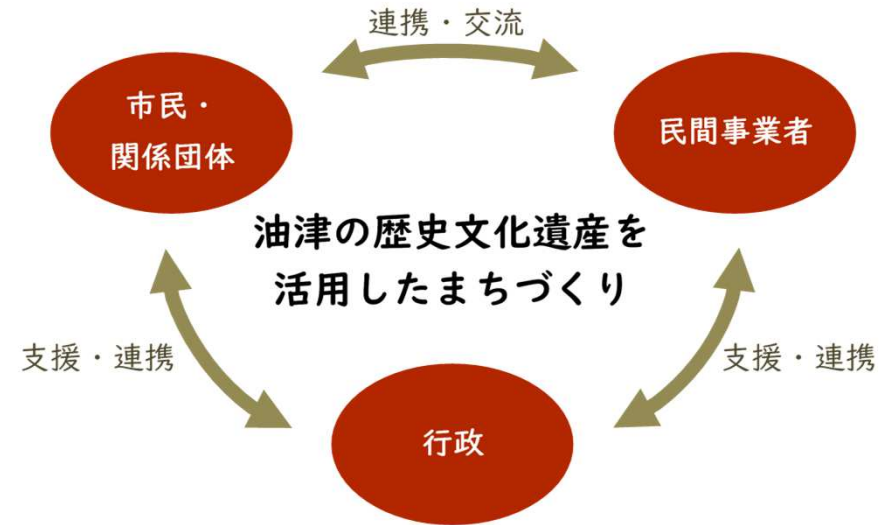 連携・交流
市民・
関係団体
民間事業者
油津の歴史文化遺産を
活用したまちづくり
支援・連携
支援・連携
行政